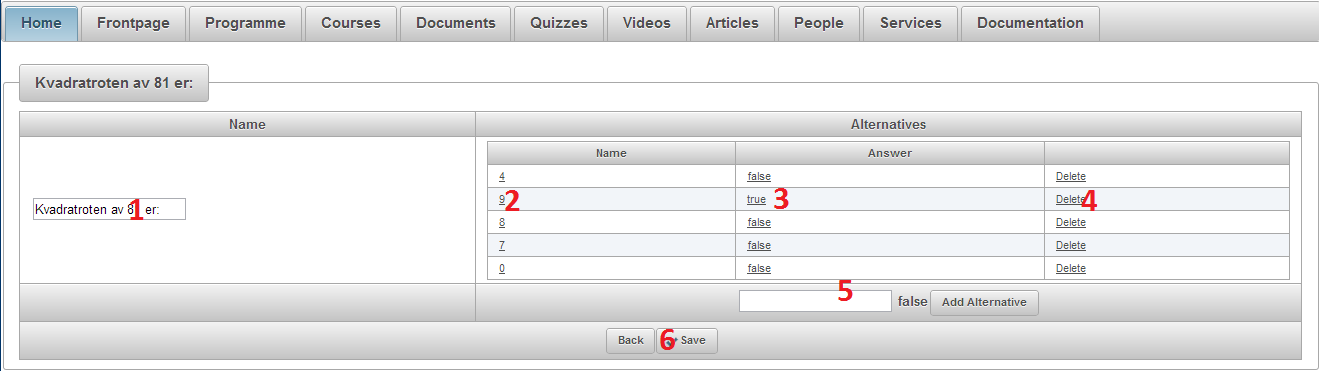 Home Frontpage Programme Courses Documents Quizzes Videos Articles People Services Documentation
Kvadratroten av 81 er:
Name Alternatives
Name Answer
4 false Delete
Kvadratroten av 81 er: 1 9 2 true 3 Delete 4
8 false Delete
7 false Delete
0 false Delete
5 false Add Alternative
Back 6 Save